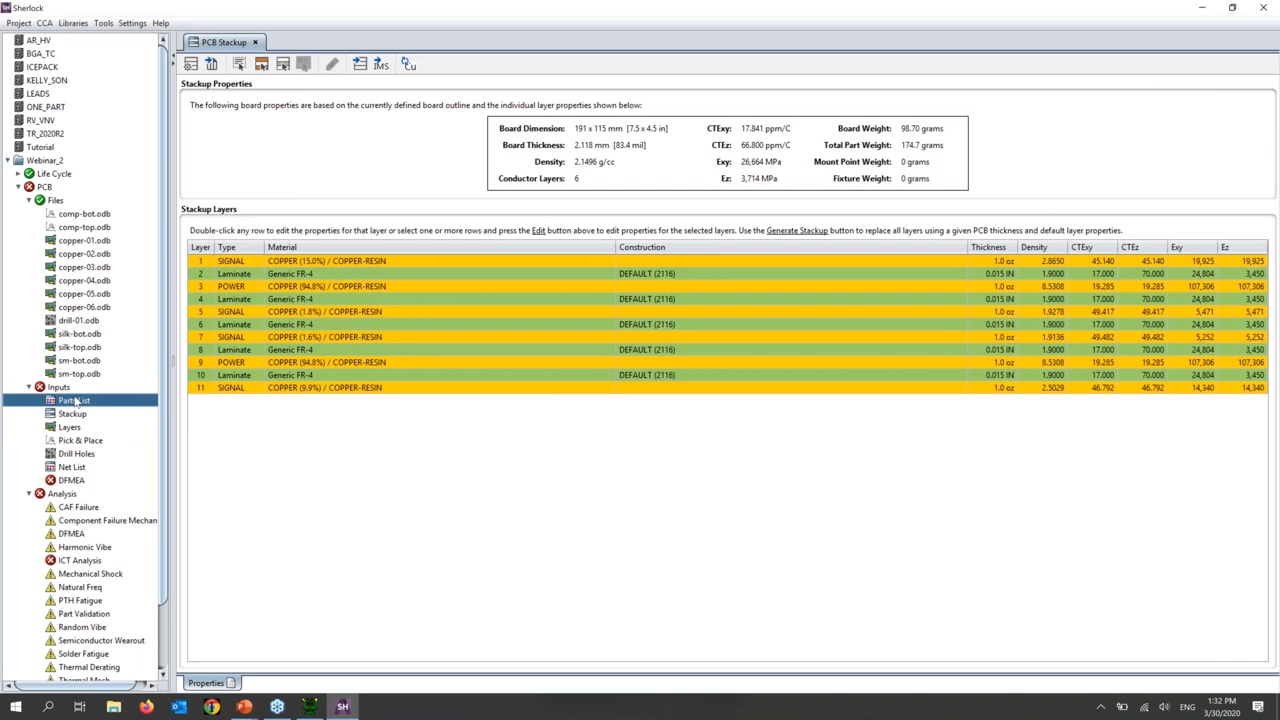 Sherlock
Project CCA Libraries Tools Settings Help
AR_HV
BGA_TC
ICEPACK
KELLY_SON
LEADS
ONE_PART
RV_VNV
TR_2020R2
Tutorial
Webinar_2
Life Cycle
PCB
Files
comp-bot.odb
comp-top.odb
copper-01.odb
copper-02.odb
copper-03.odb
copper-04.odb
copper-05.odb
copper-06.odb
drill-01.odb
silk-bot.odb
silk-top.odb
sm-bot.odb
sm-top.odb
Inputs
Parts List
Stackup
Layers
Pick & Place
Drill Holes
Net List
DFMEA
Analysis
CAF Failure
Component Failure Mechan
DFMEA
Harmonic Vibe
ICT Analysis
Mechanical Shock
Natural Freq
PTH Fatigue
Part Validation
Random Vibe
Semiconductor Wearout
Solder Fatigue
Thermal Derating
Thermal Mech
PCB Stackup
IMS Cu
Stackup Properties
The following board properties are based on the currently defined board outline and the individual layer properties shown below:
Board Dimension: 191 x 115 mm [7.5 x 4.5 in] CTExy: 17.841 ppm/C Board Weight: 98.70 grams
Board Thickness: 2.118 mm (83.4 mil) CTEz: 66.800 ppm/C Total Part Weight: 174.7 grams
Density: 2.1496 g/cc Exy: 26,664 MPa Mount Point Weight: 0 grams
Conductor Layers: 6 Ez: 3,714 MPa Fixture Weight: 0 grams
Stackup Layers
Double-click any row to edit the properties for that layer or select one or more rows and press the Edit button above to edit properties for the selected layers. Use the Generate Stackup button to replace all layers using a given PCB thickness and default layer properties.
Layer Type Material Construction Thickness Density CTExy CTEz Exy Ez
1 SIGNAL COPPER (15.0%) / COPPER-RESIN 1.0 oz 2.8650 45.140 45.140 19,925 19,925
2 Laminate Generic FR-4 DEFAULT (2116) 0.015 IN 1.9000 17.000 70.000 24,804 3,450
3 POWER COPPER (94.8%) / COPPER-RESIN 1.0 oz 8.5308 19.285 19.285 107,306 107,306
4 Laminate Generic FR-4 DEFAULT (2116) 0.015 IN 1.9000 17.000 70.000 24,804 3,450
5 SIGNAL COPPER (1.8%) / COPPER-RESIN 1.0 oz 1.9278 49.417 49.417 5,471 5,471
6 Laminate Generic FR-4 DEFAULT (2116) 0.015 IN 1.9000 17.000 70.000 24,804 3,450
7 SIGNAL COPPER (1.6%) / COPPER-RESIN 1.0 oz 1.9136 49.482 49.482 5,252 5,252
8 Laminate Generic FR-4 DEFAULT (2116) 0.015 IN 1.9000 17.000 70.000 24,804 3,450
9 POWER COPPER (94.8%) / COPPER-RESIN 1.0 oz 8.5308 19.285 19.285 107,306 107,306
10 Laminate Generic FR-4 DEFAULT (2116) 0.015 IN 1.9000 17.000 70.000 24,804 3,450
11 SIGNAL COPPER (9.9%) / COPPER-RESIN 1.0 oz 2.5029 46.792 46.792 14,340 14,340
Properties
ENG
1:32 PM
3/30/2020